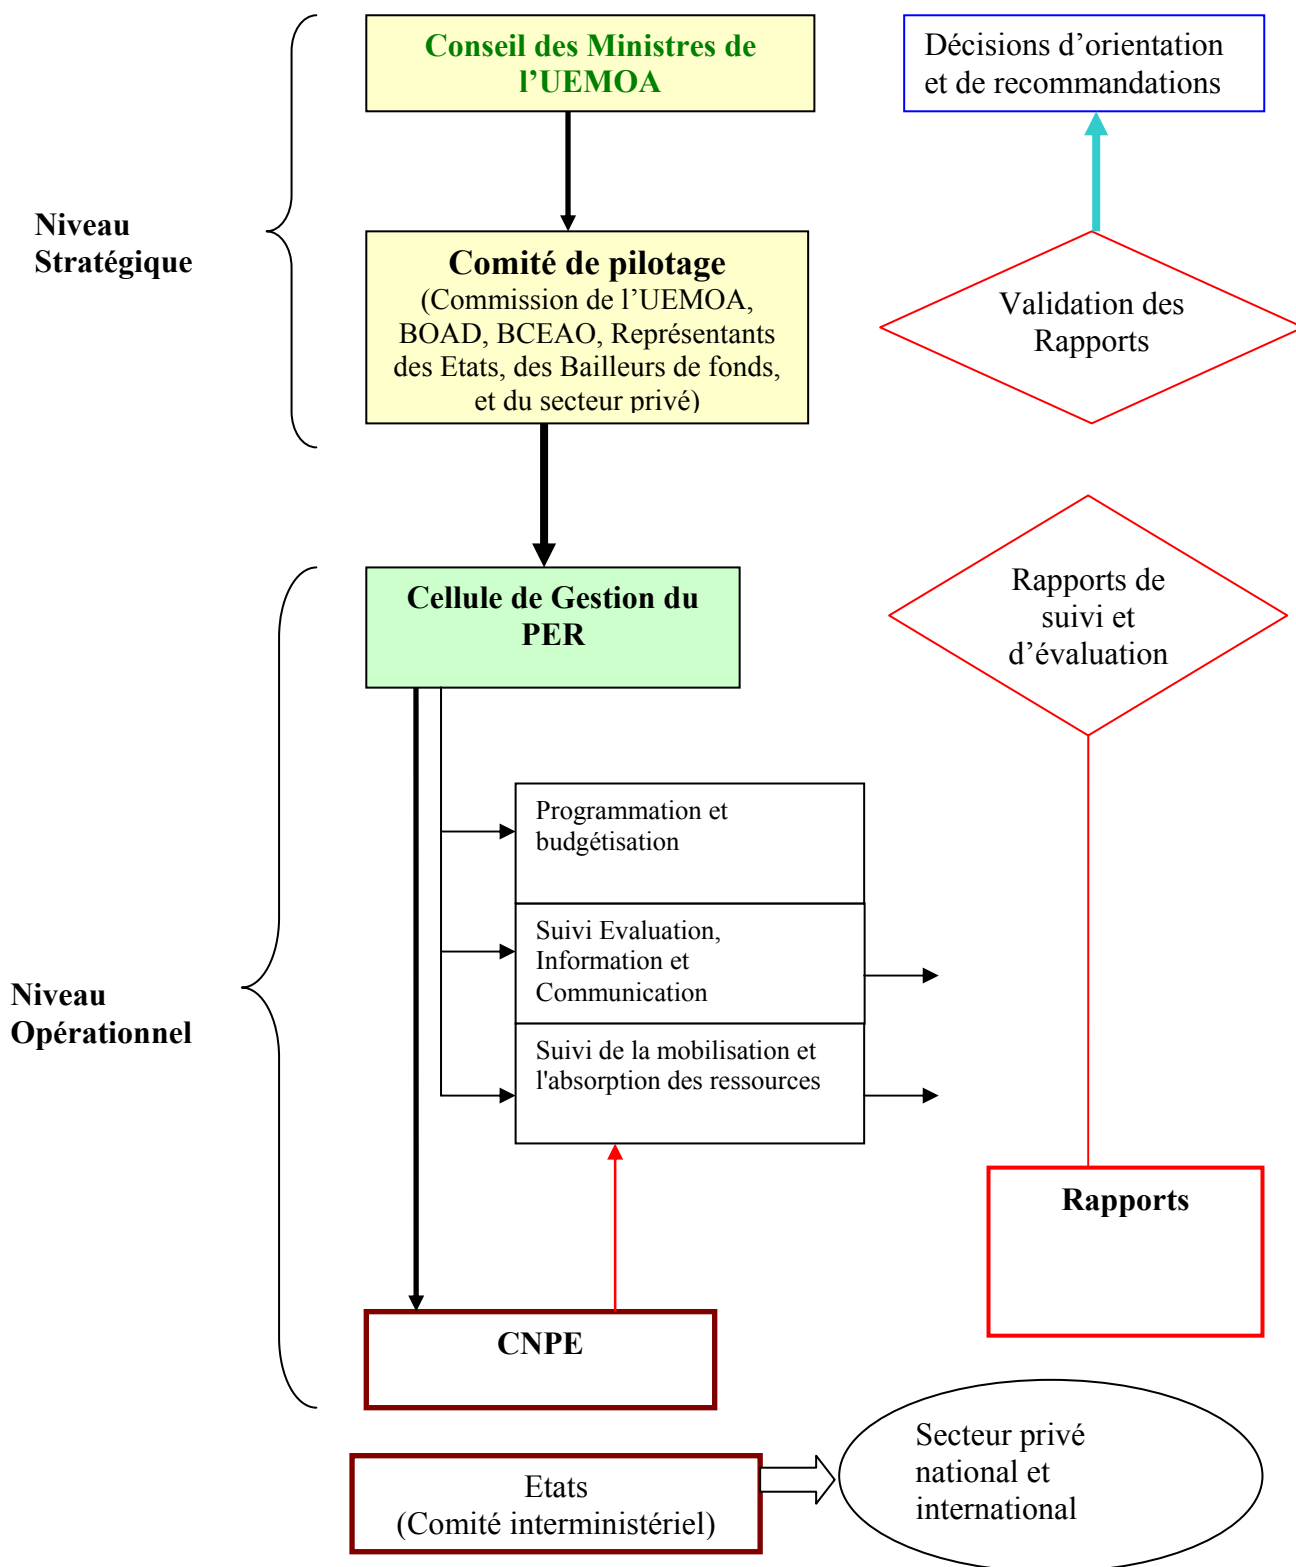 Conseil des Ministres de
l’UEMOA
Décisions d’orientation
et de recommandations
Niveau
Stratégique
Comité de pilotage
(Commission de l’UEMOA,
BOAD, BCEAO, Représentants
des Etats, des Bailleurs de fonds,
et du secteur privé)
Validation des
Rapports
Cellule de Gestion du
PER
Rapports de
suivi et
d’évaluation
Programmation et
budgétisation
Suivi Evaluation,
Information et
Communication
Niveau
Opérationnel
Suivi de la mobilisation et
l'absorption des ressources
Rapports
CNPE
Etats
(Comité interministériel)
Secteur privé
national et
international